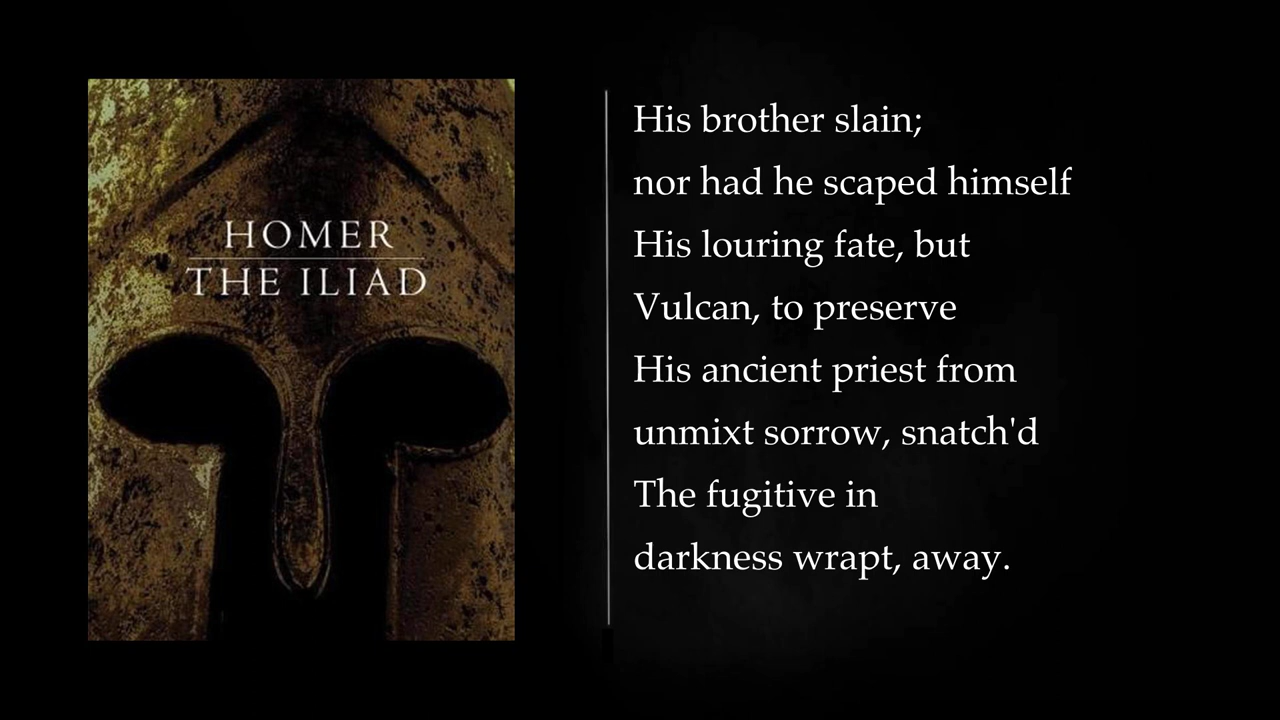 HOMER
THE ILIAD
His brother slain;
nor had he scaped himself
His louring fate, but
Vulcan, to preserve
His ancient priest from
unmixt sorrow, snatch'd
The fugitive in
darkness wrapt, away.